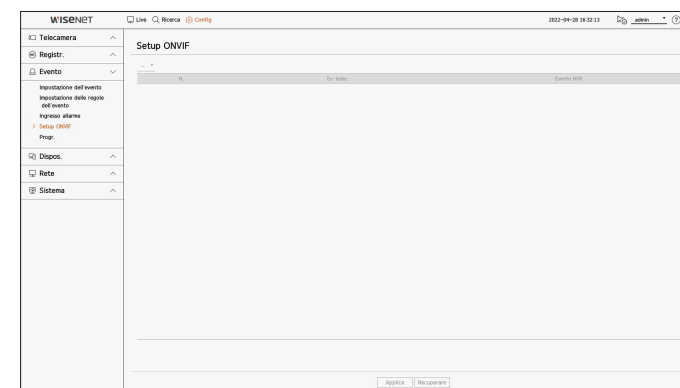 WISENET
Live Ricerca Config
2022-04-28 16:32:13 admin
Telecamera
Registr.
Evento
Impostazione dell'evento
Impostazione delle regole
dell'evento
Ingresso allarme
Setup ONVIF
Progr.
Dispos.
Rete
Sistema
Setup ONVIF
N. Ev. telec. Evento NVR
Applica Recuperare